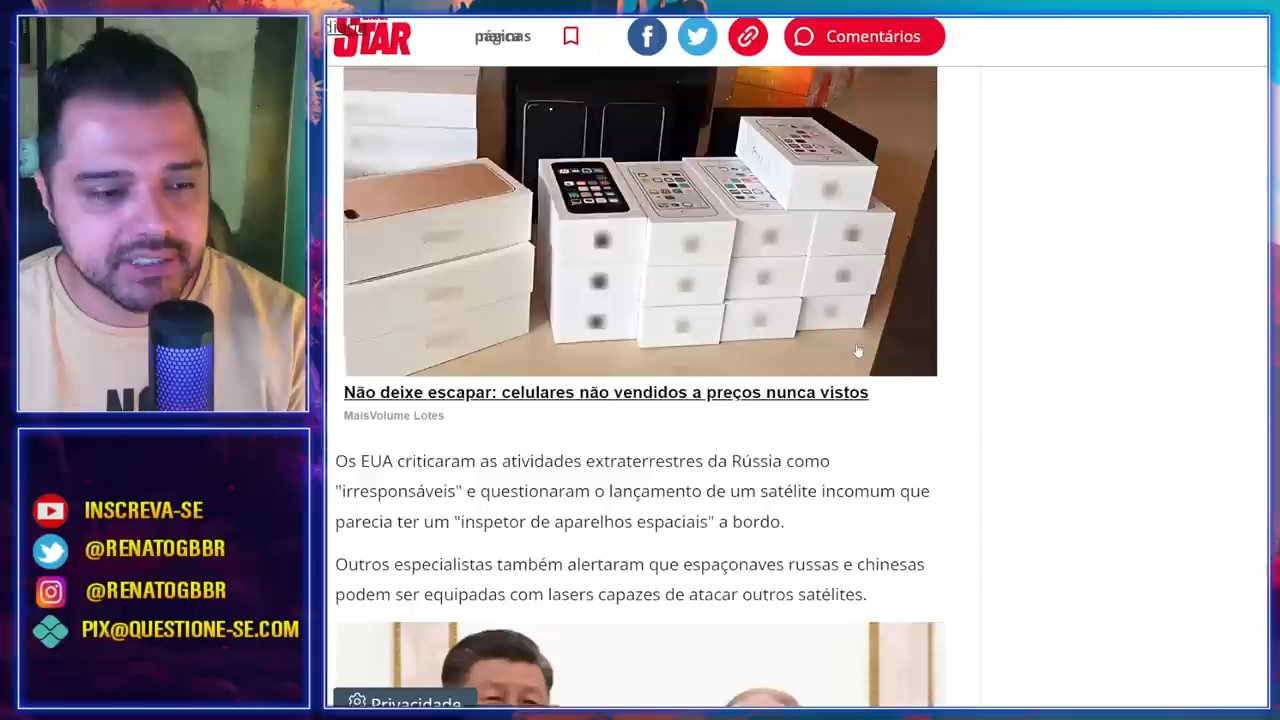 STAR
Comentários
Não deixe escapar: celulares não vendidos a preços nunca vistos
MaisVolume Lotes
Os EUA criticaram as atividades extraterrestres da Rússia como
"irresponsáveis" e questionaram o lançamento de um satélite incomum que
parecia ter um "inspetor de aparelhos espaciais" a bordo.
Outros especialistas também alertaram que espaçonaves russas e chinesas
podem ser equipadas com lasers capazes de atacar outros satélites.
Privacidade
INSCREVA-SE
@RENATOGBBR
@RENATOGBBR
PIX@QUESTIONE-SE.COM